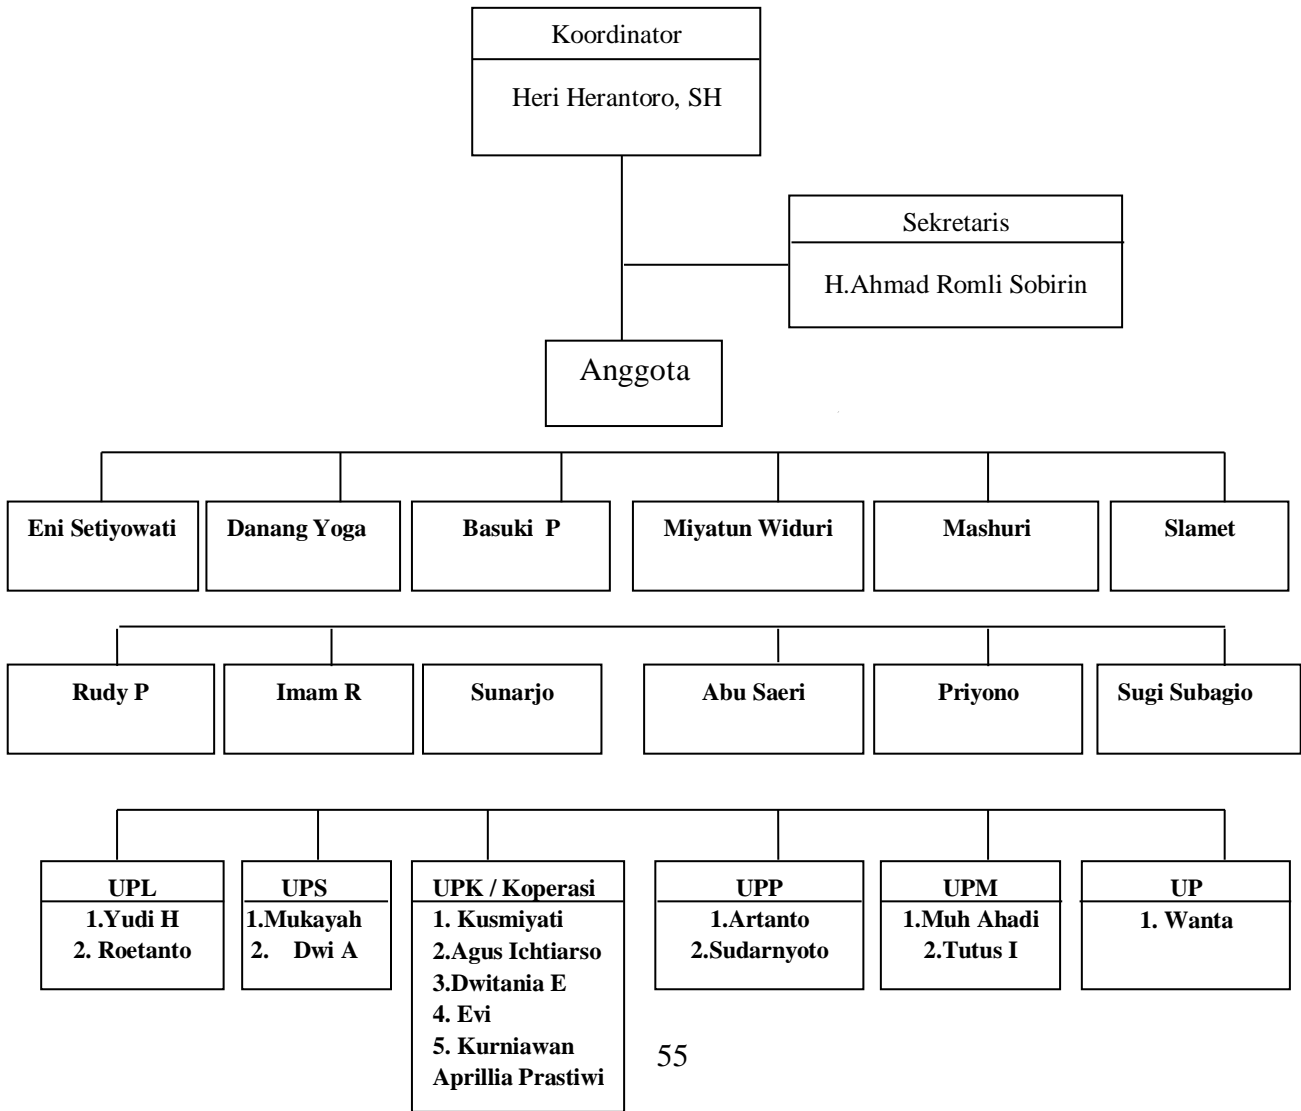 Koordinator
Heri Herantoro, SH
Sekretaris
H.Ahmad Romli Sobirin
Anggota
Eni Setiyowati
Danang Yoga
Basuki P
Miyatun Widuri
Mashuri
Slamet
Rudy P
Imam R
Sunarjo
Abu Saeri
Priyono
Sugi Subagio
UPL
1.Yudi H
2. Roetanto
UPS
1.Mukayah
2. Dwi A
UPK / Koperasi
1. Kusmiyati
2.Agus Ichtiarso
3.Dwitania E
4. Evi
5. Kurniawan
Aprillia Prastiwi
UPP
1.Artanto
2.Sudarnyoto
UPM
1.Muh Ahadi
2.Tutus I
UP
1. Wanta
55